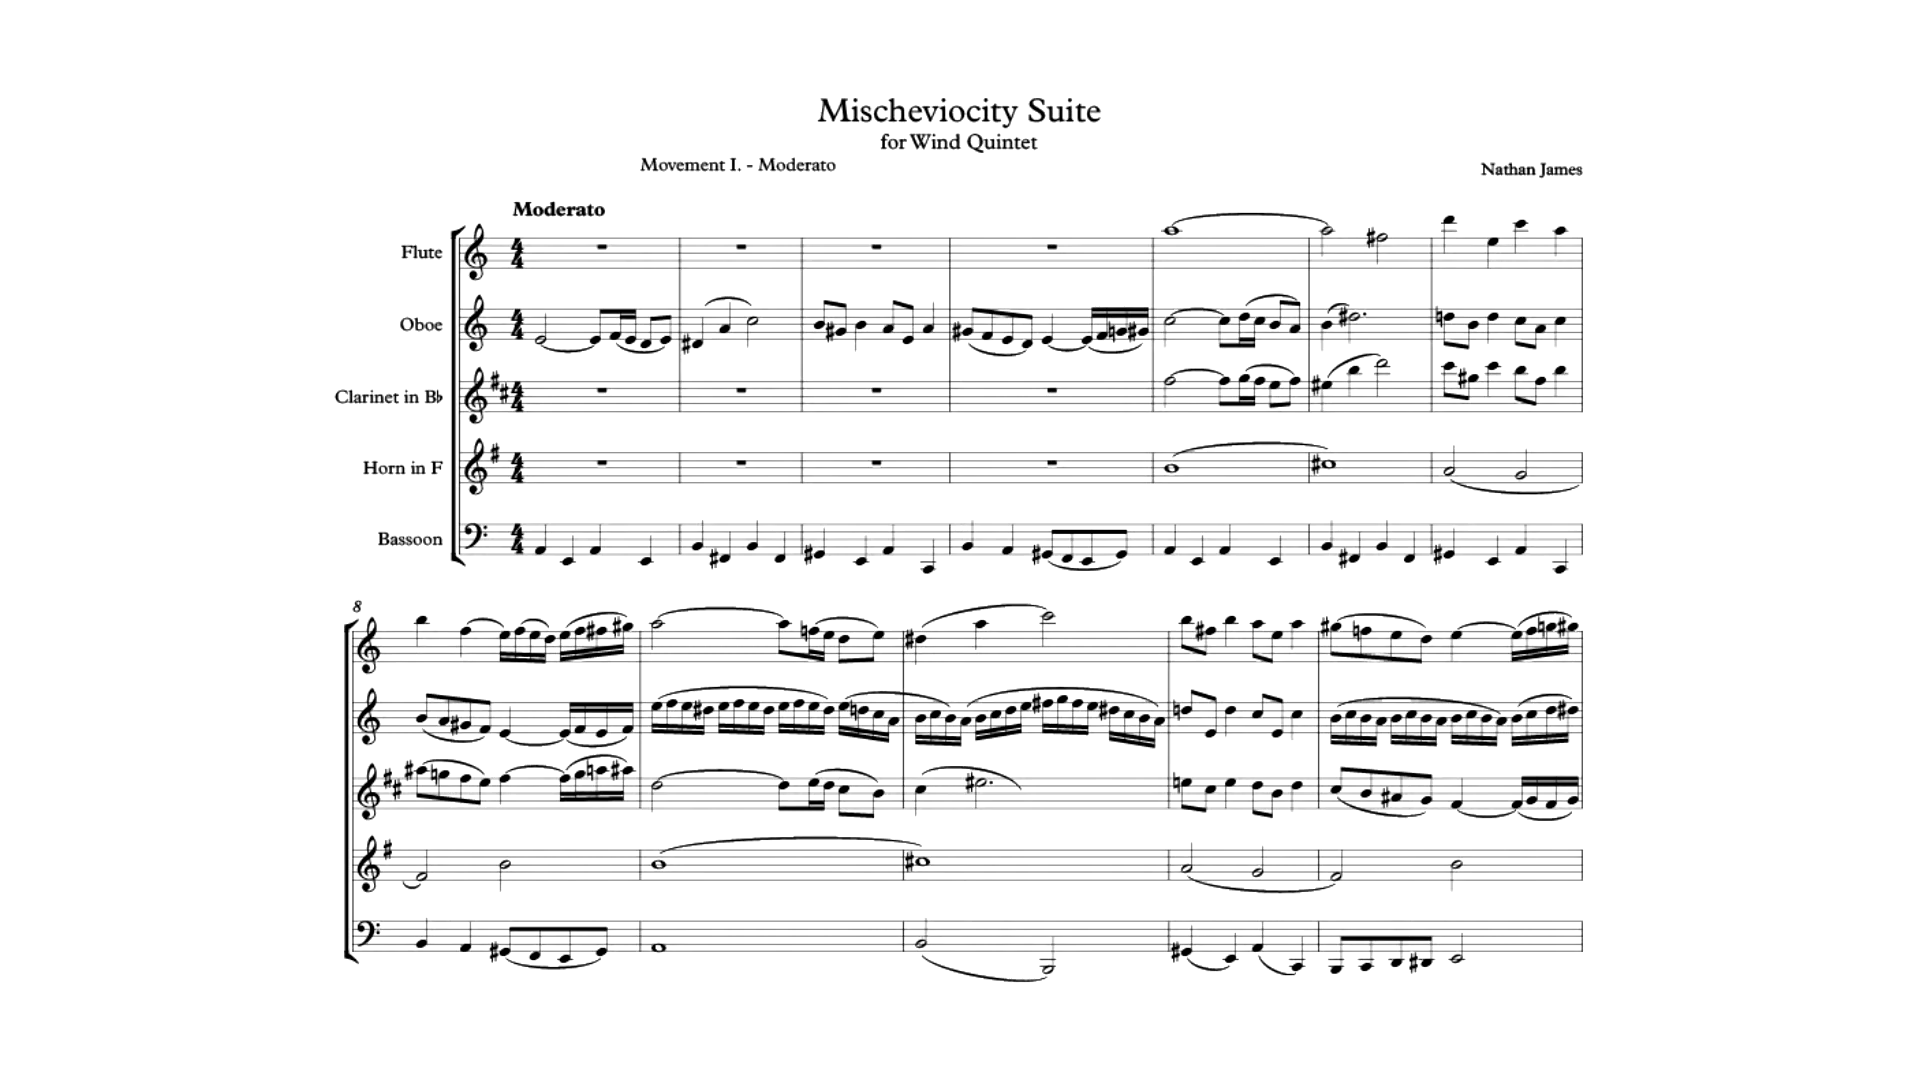 Mischeviocity Suite
for Wind Quintet
Movement I. - Moderato
Nathan James
Moderato
Flute
Oboe
Clarinet in B♭
Horn in F
Bassoon
8